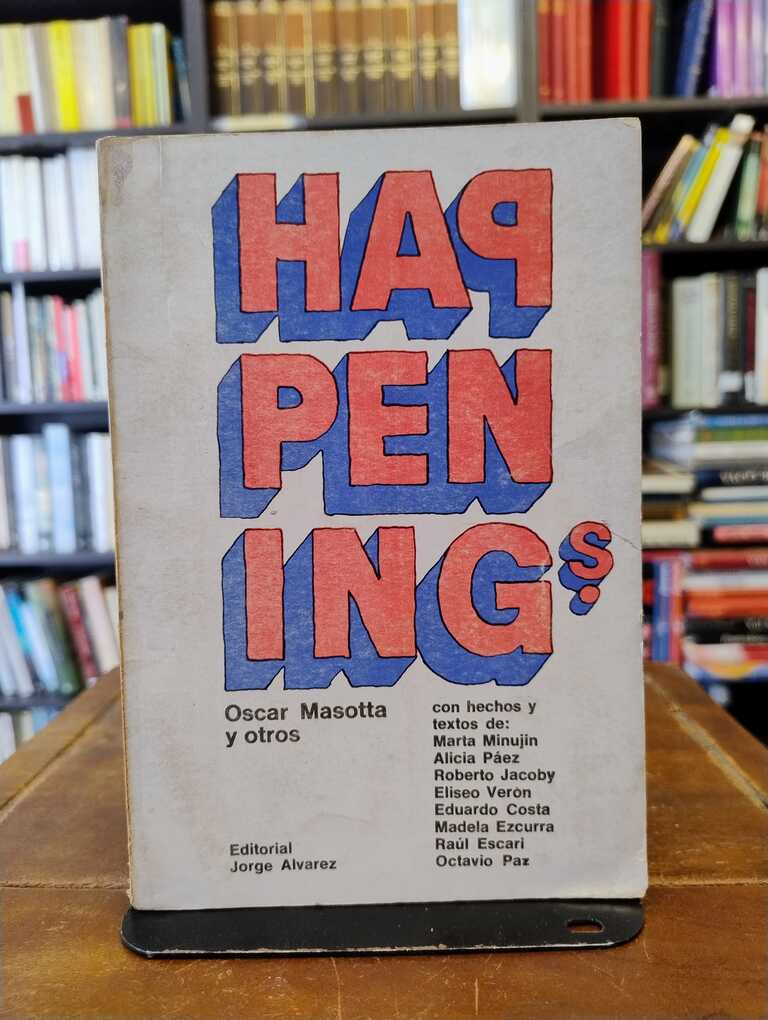 HAP
PEN
INGS
Oscar Masotta
y otros
con hechos y
textos de:
Marta Minujin
Alicia Páez
Roberto Jacoby
Eliseo Verón
Eduardo Costa
Madela Ezcurra
Raúl Escari
Octavio Paz
Editorial
Jorge Alvarez